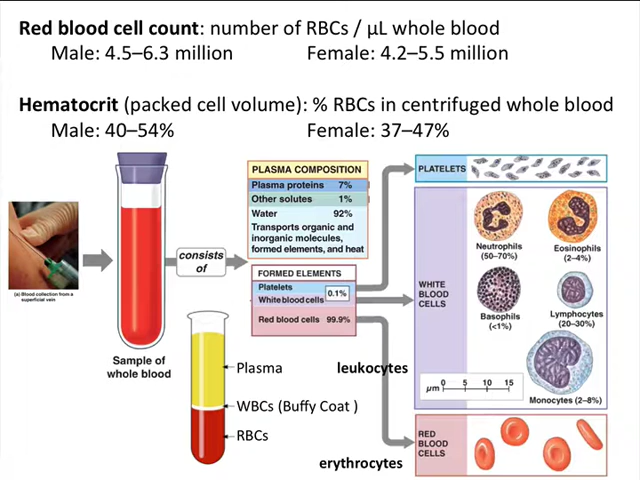 Red blood cell count: number of RBCs / µL whole blood
Male: 4.5–6.3 million Female: 4.2–5.5 million
Hematocrit (packed cell volume): % RBCs in centrifuged whole blood
Male: 40–54% Female: 37–47%
PLASMA COMPOSITION
Plasma proteins 7%
Other solutes 1%
Water 92%
Transports organic and
inorganic molecules,
formed elements, and heat
PLATELETS
(a) Blood collection from a
superficial vein
consists
of
FORMED ELEMENTS
Platelets
White blood cells
0.1%
Red blood cells 99.9%
Neutrophils
(50–70%)
Eosinophils
(2–4%)
WHITE
BLOOD
CELLS
Basophils
(<1%)
Lymphocytes
(20–30%)
µm
0 5 10 15
Monocytes (2–8%)
Sample of
whole blood
Plasma
leukocytes
WBCs (Buffy Coat )
RBCs
RED
BLOOD
CELLS
erythrocytes